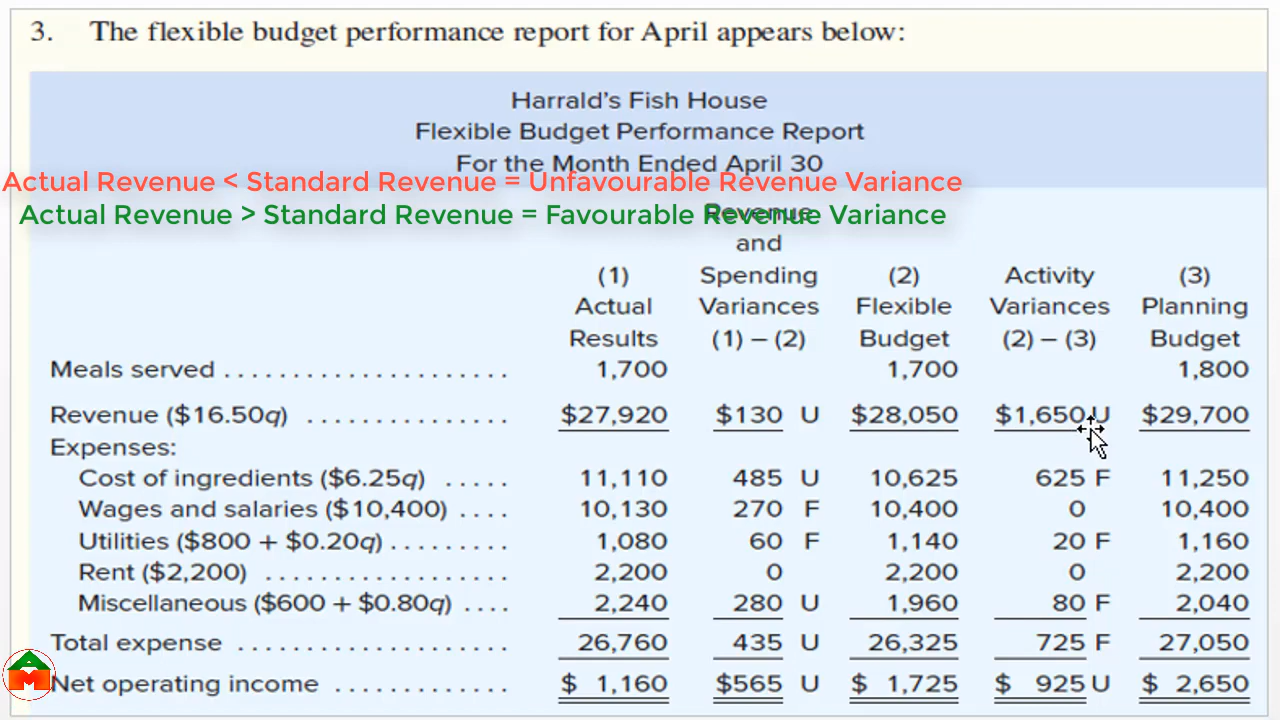 3. The flexible budget performance report for April appears below:
Harrald's Fish House
Flexible Budget Performance Report
For the Month Ended April 30
Actual Revenue < Standard Revenue = Unfavourable Revenue Variance
Actual Revenue > Standard Revenue = Favourable Revenue Variance
Revenue
and
(1) Spending (2) Activity (3)
Actual Variances Flexible Variances Planning
Results (1) – (2) Budget (2) – (3) Budget
Meals served ...................... 1,700 1,700 1,800
Revenue ($16.50q) ............... $27,920 $130 U $28,050 $1,650 U $29,700
Expenses:
Cost of ingredients ($6.25q) ..... 11,110 485 U 10,625 625 F 11,250
Wages and salaries ($10,400) .... 10,130 270 F 10,400 0 10,400
Utilities ($800 + $0.20q) ......... 1,080 60 F 1,140 20 F 1,160
Rent ($2,200) .................. 2,200 0 2,200 0 2,200
Miscellaneous ($600 + $0.80q) .... 2,240 280 U 1,960 80 F 2,040
Total expense .................... 26,760 435 U 26,325 725 F 27,050
Net operating income ............. $ 1,160 $565 U $ 1,725 $ 925 U $ 2,650
A
M